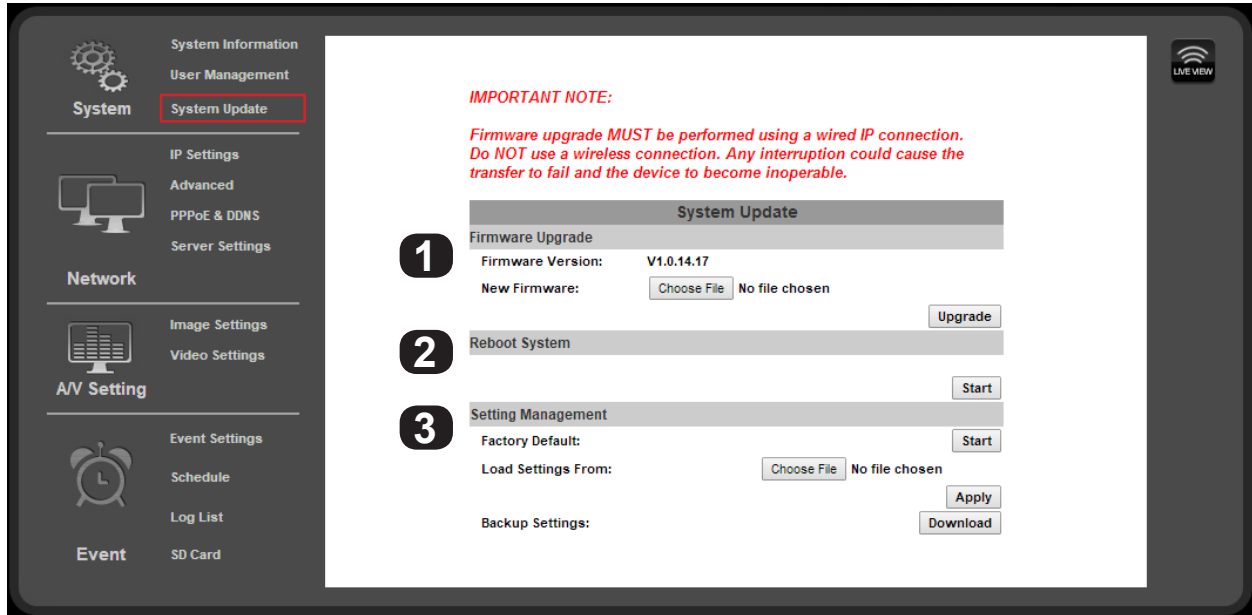 System Information
User Management
System
System Update
IP Settings
Advanced
PPPoE & DDNS
Server Settings
Network
Image Settings
Video Settings
A/V Setting
Event Settings
Schedule
Log List
Event
SD Card
LIVE VIEW
IMPORTANT NOTE:
Firmware upgrade MUST be performed using a wired IP connection.
Do NOT use a wireless connection. Any interruption could cause the
transfer to fail and the device to become inoperable.
System Update
1 Firmware Upgrade
Firmware Version: V1.0.14.17
New Firmware: Choose File No file chosen
Upgrade
2 Reboot System
Start
3 Setting Management
Factory Default: Start
Load Settings From: Choose File No file chosen
Apply
Backup Settings: Download